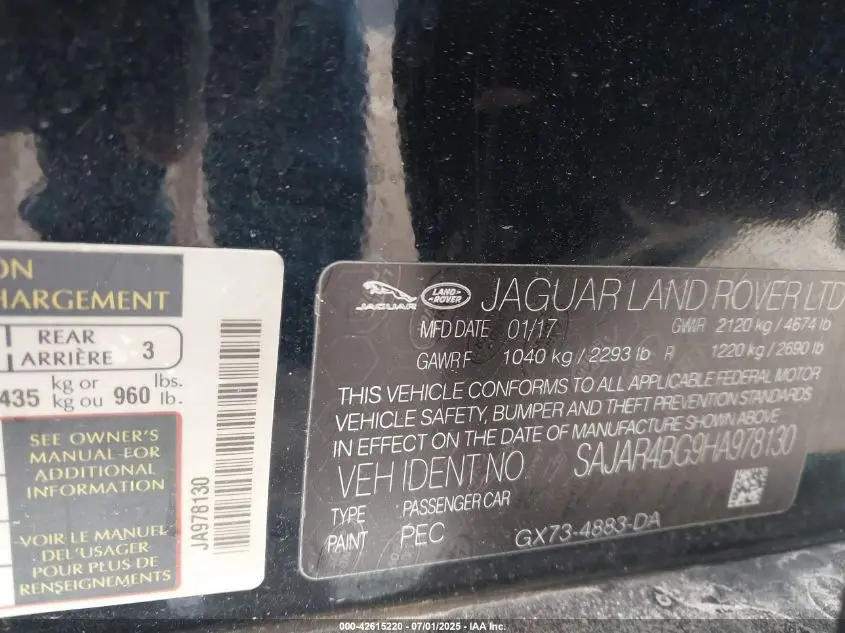 ON
HARGEMENT
REAR
ARRIÈRE 3
435 kg or
kg ou 960 lbs.
lb.
SEE OWNER'S
MANUAL FOR
ADDITIONAL
INFORMATION
VOIR LE MANUEL
DEL'USAGER
POUR PLUS DE
RENSEIGNEMENTS
JA978130
JAGUAR
LAND
ROVER
JAGUAR LAND ROVER LTD
MFD DATE 01/17 GWR 2120 kg / 4674 lb
GAWR F 1040 kg / 2293 lb R 1220 kg / 2690 lb
THIS VEHICLE CONFORMS TO ALL APPLICABLE FEDERAL MOTOR
VEHICLE SAFETY, BUMPER AND THEFT PREVENTION STANDARDS
IN EFFECT ON THE DATE OF MANUFACTURE SHOWN ABOVE
VEH IDENT NO SAJAR4BG9HA978130
TYPE PASSENGER CAR
PAINT PEC GX73-4883-DA
000-42615220 - 07/01/2025 - IAA Inc.